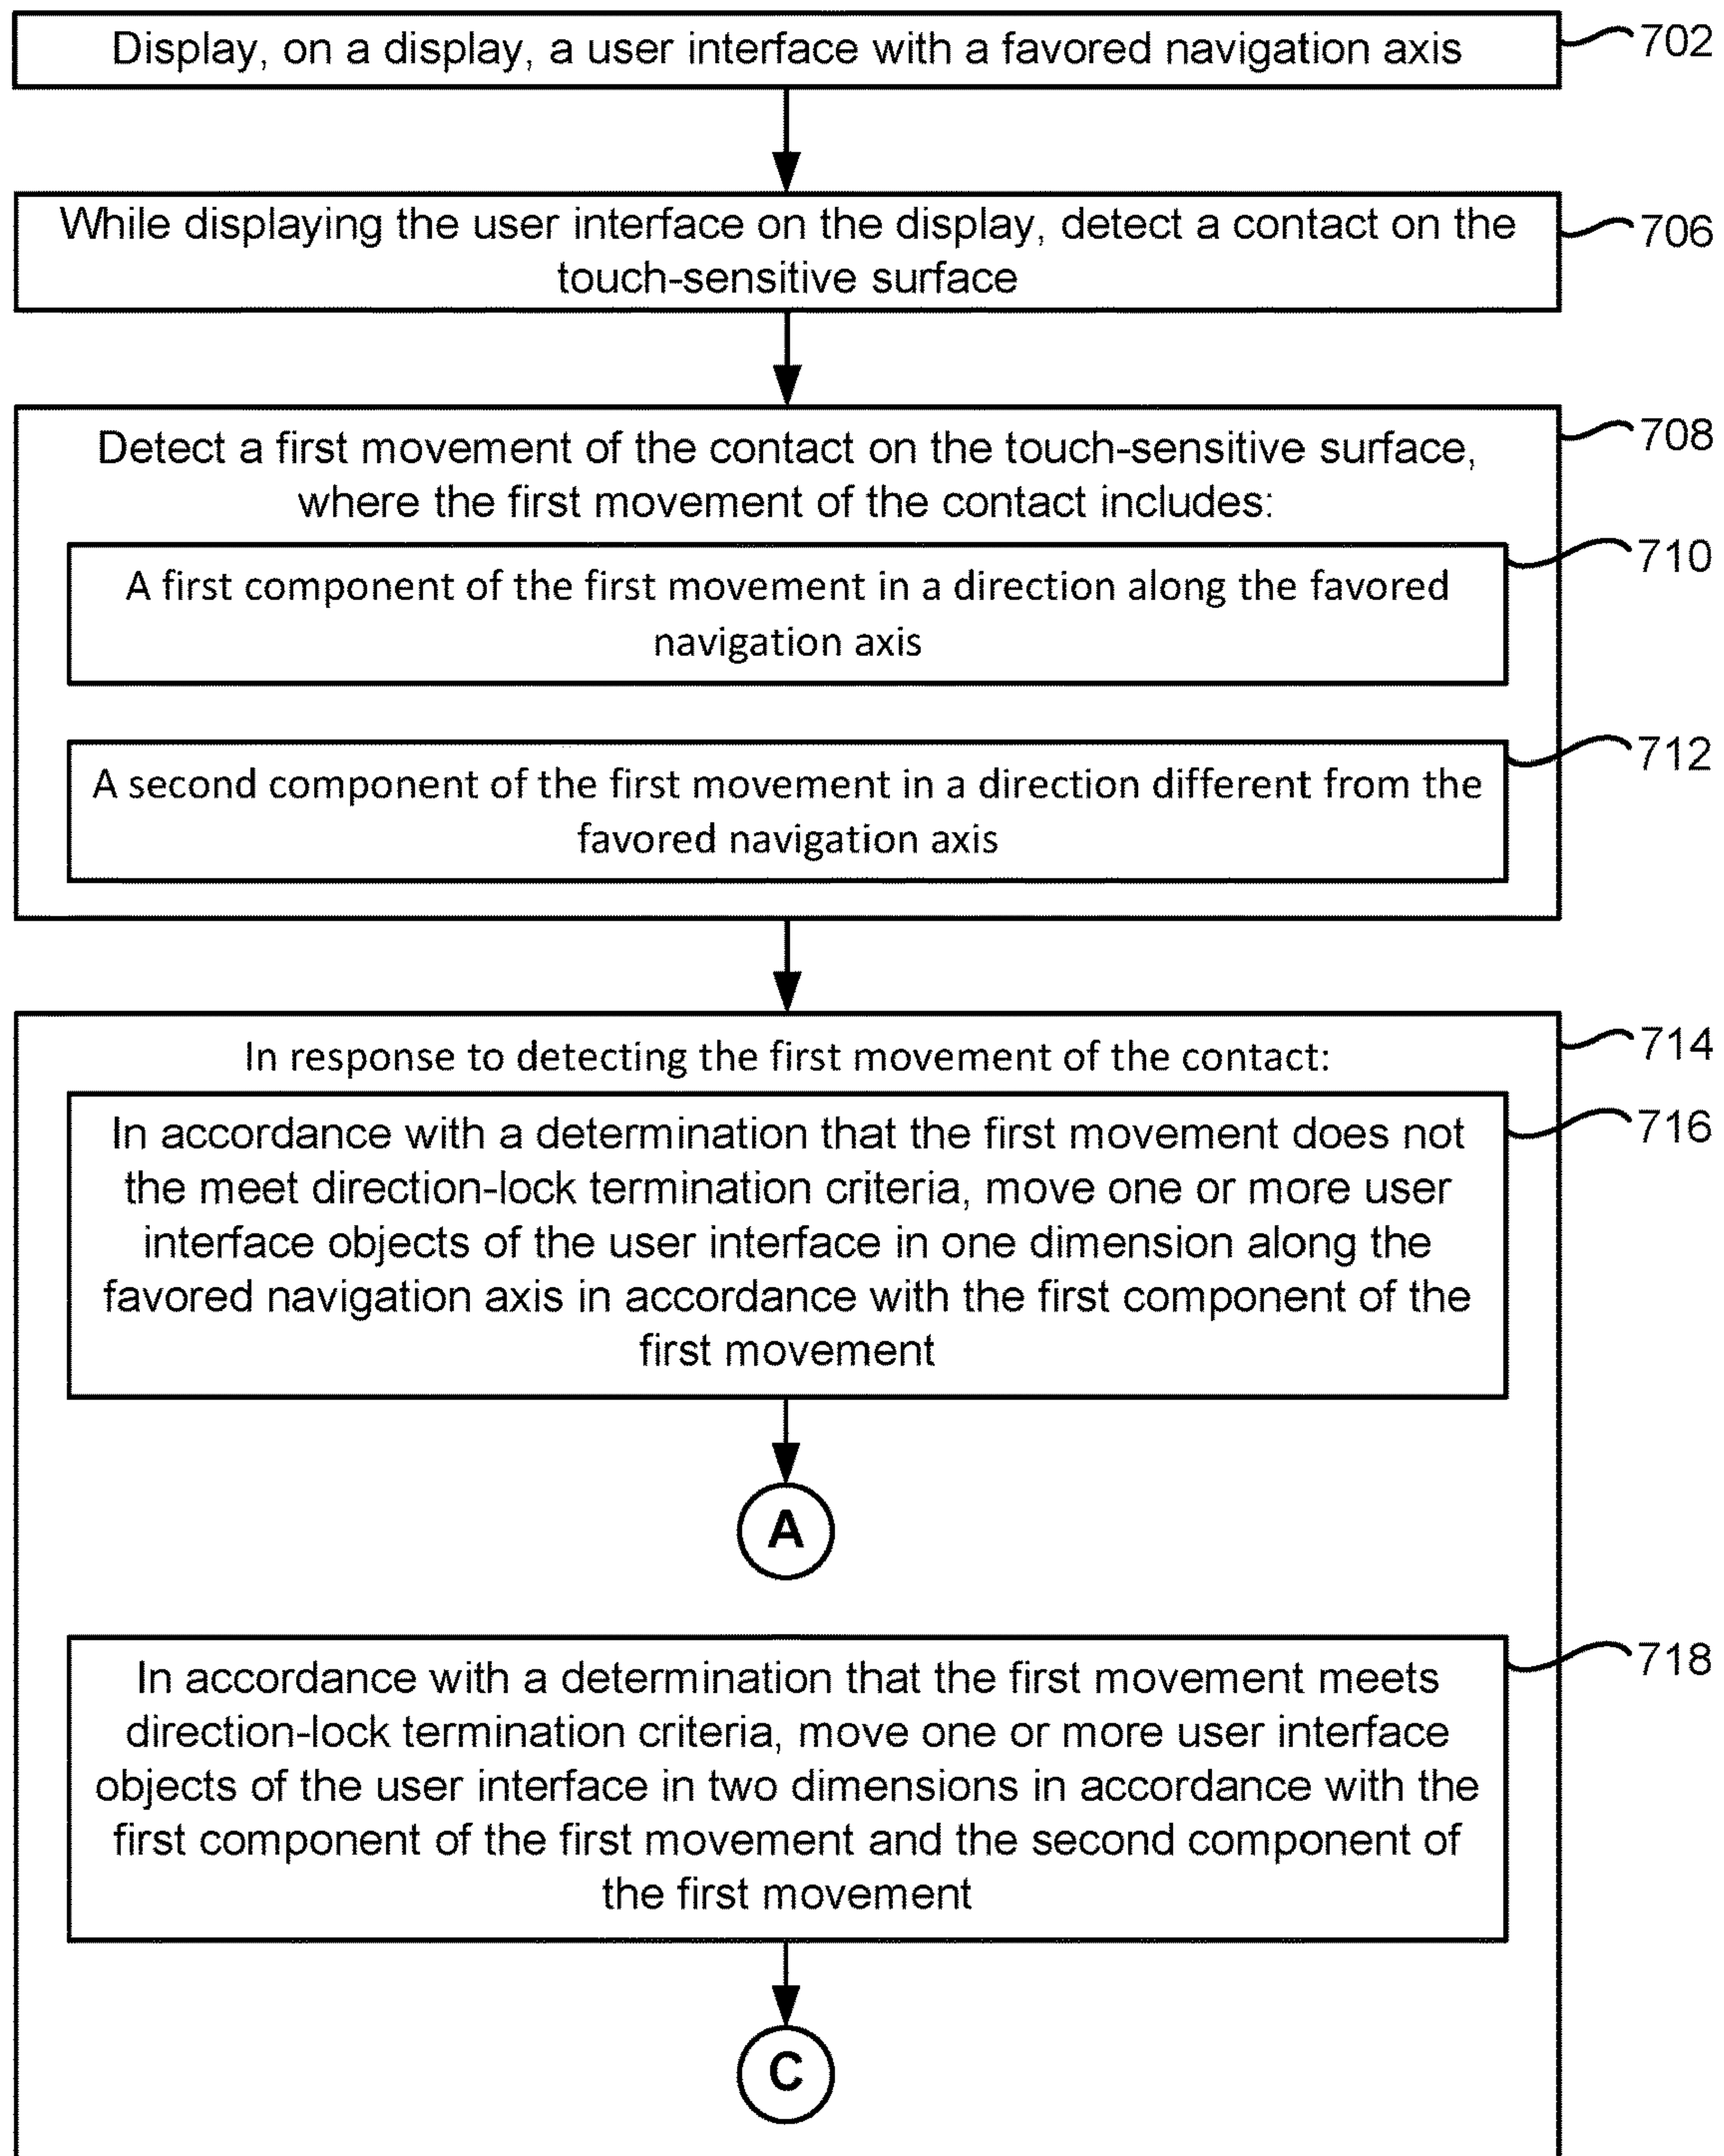 Display, on a display, a user interface with a favored navigation axis
702
While displaying the user interface on the display, detect a contact on the
touch-sensitive surface
706
Detect a first movement of the contact on the touch-sensitive surface,
where the first movement of the contact includes:
708
A first component of the first movement in a direction along the favored
navigation axis
710
A second component of the first movement in a direction different from the
favored navigation axis
712
In response to detecting the first movement of the contact:
714
In accordance with a determination that the first movement does not
the meet direction-lock termination criteria, move one or more user
interface objects of the user interface in one dimension along the
favored navigation axis in accordance with the first component of the
first movement
716
A
In accordance with a determination that the first movement meets
direction-lock termination criteria, move one or more user interface
objects of the user interface in two dimensions in accordance with the
first component of the first movement and the second component of
the first movement
718
C